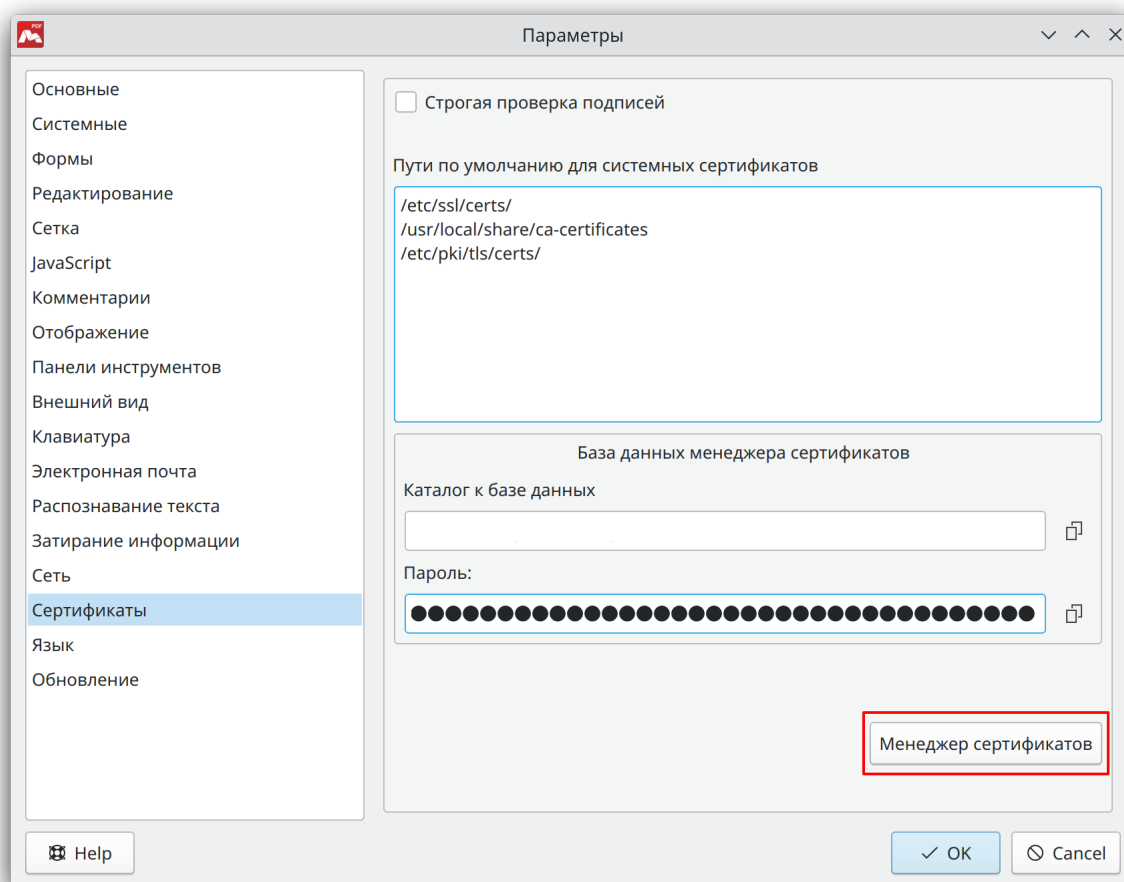 PDF
Параметры
Основные
Системные
Формы
Редактирование
Сетка
JavaScript
Комментарии
Отображение
Панели инструментов
Внешний вид
Клавиатура
Электронная почта
Распознавание текста
Затирание информации
Сеть
Сертификаты
Язык
Обновление
Строгая проверка подписей
Пути по умолчанию для системных сертификатов
/etc/ssl/certs/
/usr/local/share/ca-certificates
/etc/pki/tls/certs/
База данных менеджера сертификатов
Каталог к базе данных
Пароль:
●●●●●●●●●●●●●●●●●●●●●●●●●●●●●●●●●●●●
Менеджер сертификатов
Help
OK
Cancel